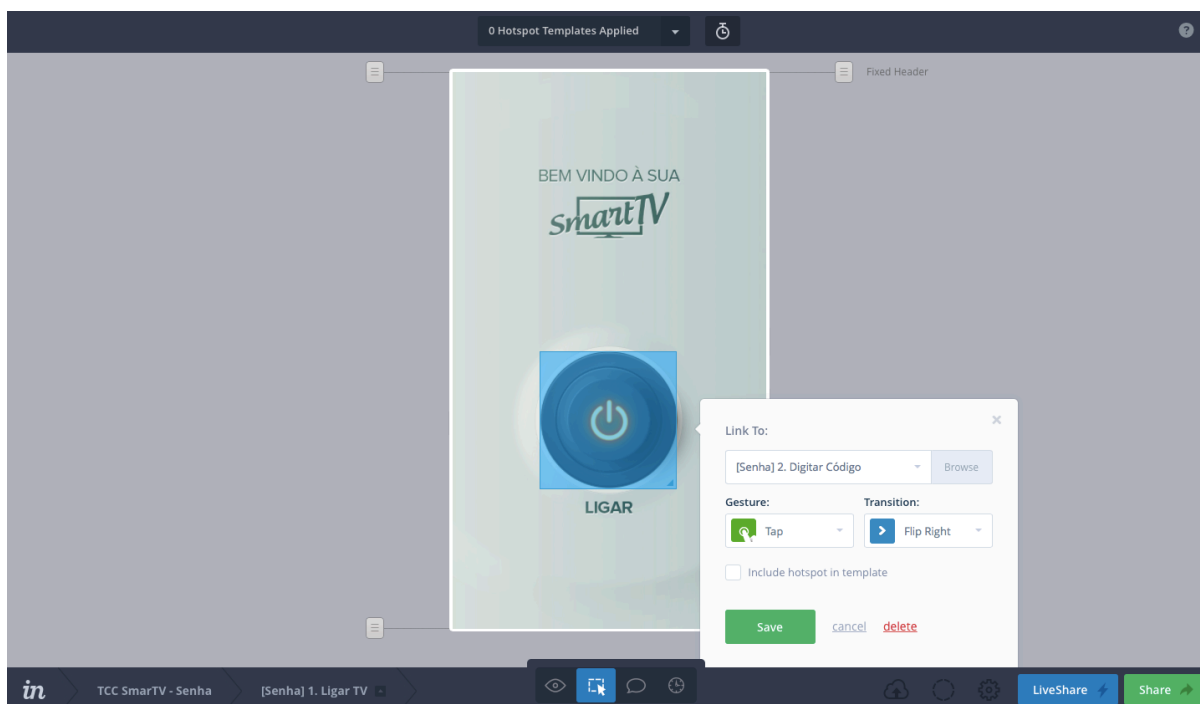 0 Hotspot Templates Applied
?
Fixed Header
BEM VINDO À SUA
SmartTV
LIGAR
Link To:
[Senha] 2. Digitar Código
Browse
Gesture:
Transition:
Tap
Flip Right
Include hotspot in template
Save
cancel
delete
in
TCC SmarTV - Senha
[Senha] 1. Ligar TV
LiveShare
Share